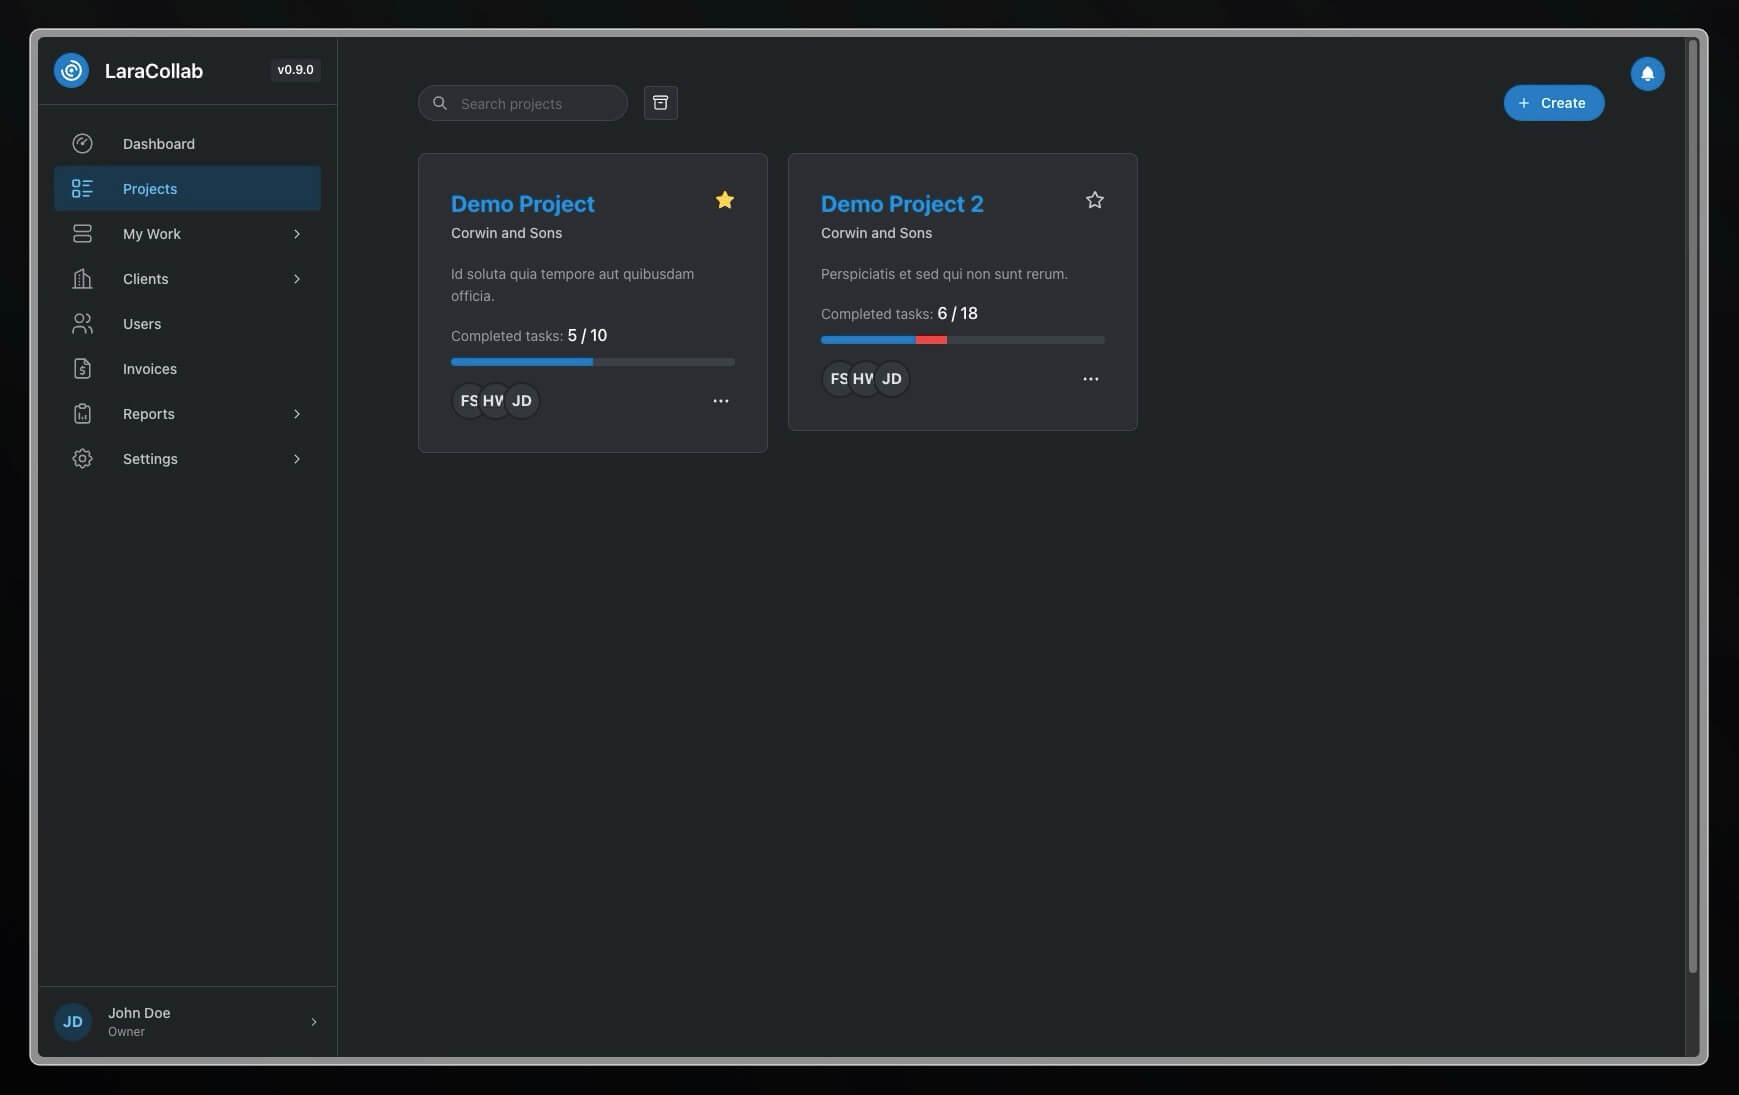 LaraCollab
v0.9.0
Dashboard
Projects
My Work
Clients
Users
Invoices
Reports
Settings
JD
John Doe
Owner
Search projects
+ Create
Demo Project
Corwin and Sons
Id soluta quia tempore aut quibusdam
officia.
Completed tasks: 5 / 10
FS HW JD
Demo Project 2
Corwin and Sons
Perspiciatis et sed qui non sunt rerum.
Completed tasks: 6 / 18
FS HW JD